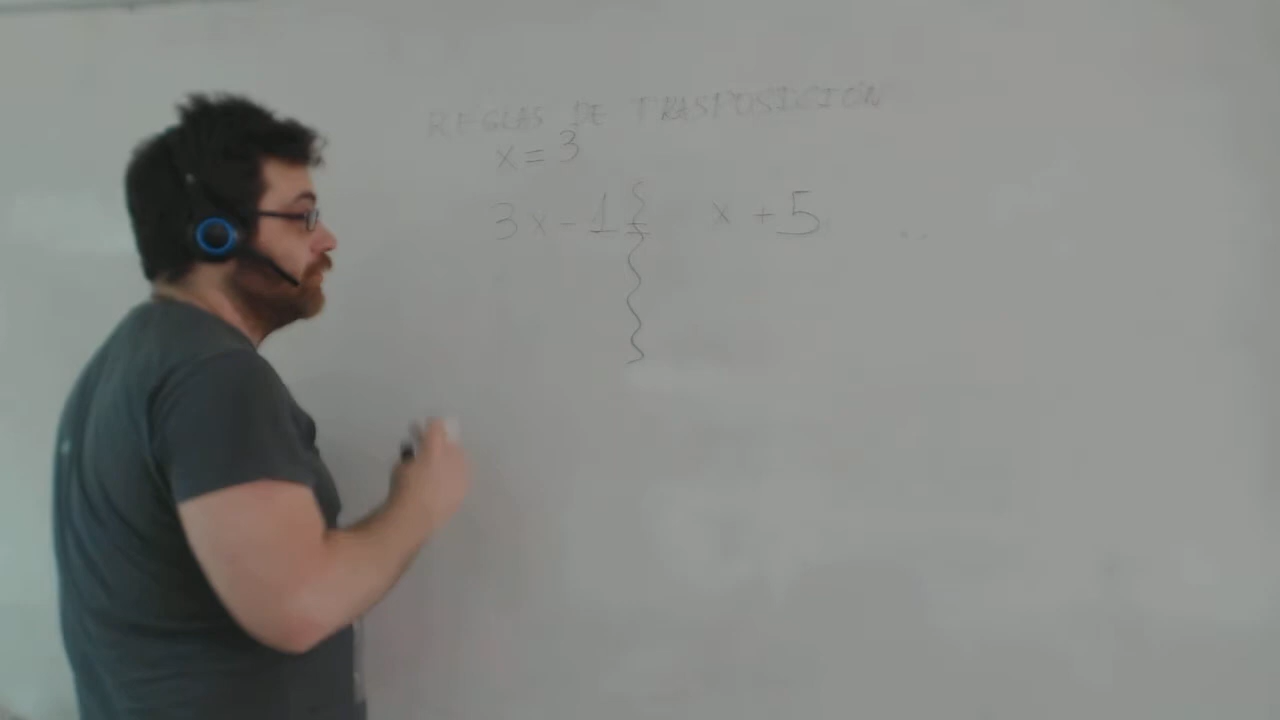 REGLAS DE TRASPOSICION
x = 3
3x - 1 = x + 5